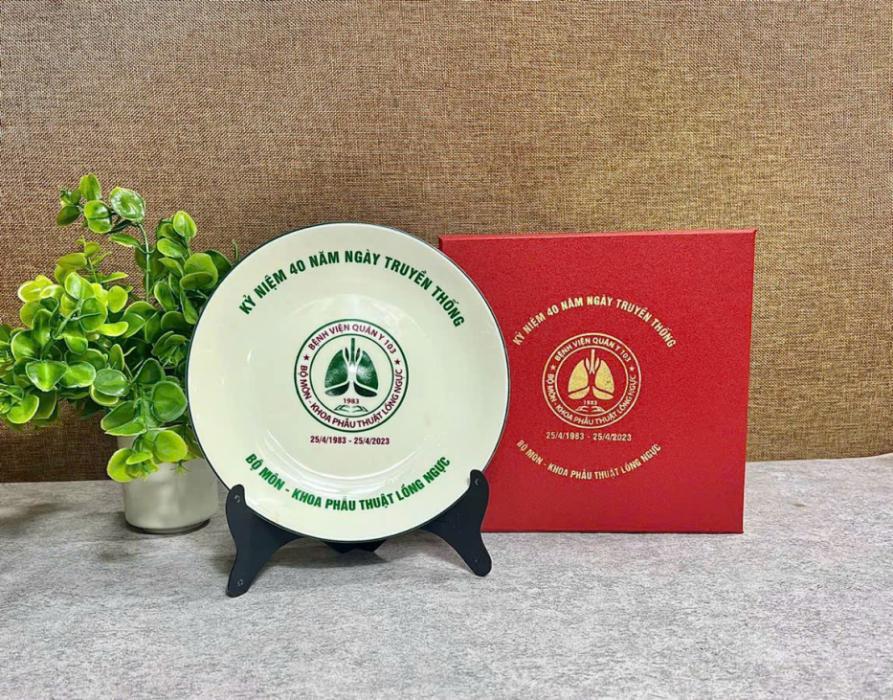 KỶ NIỆM 40 NĂM NGÀY TRUYỀN THỐNG
BỆNH VIỆN QUÂN Y 103
1983
BỘ MÔN - KHOA PHẪU THUẬT LỒNG NGỰC
25/4/1983 - 25/4/2023
BỘ MÔN - KHOA PHẪU THUẬT LỒNG NGỰC
KỶ NIỆM 40 NĂM NGÀY TRUYỀN THỐNG
BỆNH VIỆN QUÂN Y 103
1983
BỘ MÔN - KHOA PHẪU THUẬT LỒNG NGỰC
25/4/1983 - 25/4/2023
BỘ MÔN - KHOA PHẪU THUẬT LỒNG NGỰC